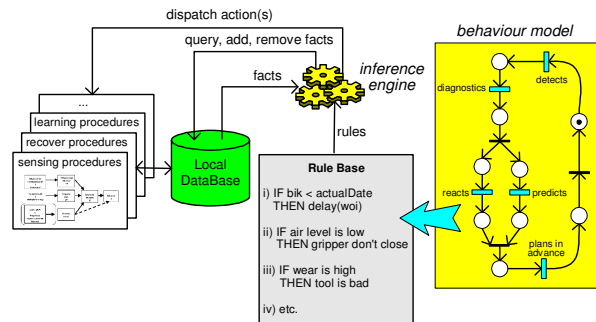 dispatch action(s)
query, add, remove facts
behaviour model
facts
inference
engine
rules
...
learning procedures
recover procedures
sensing procedures
Local
DataBase
Rule Base
i) IF bik < actualDate
THEN delay(woi)
ii) IF air level is low
THEN gripper don't close
iii) IF wear is high
THEN tool is bad
iv) etc.
diagnostics
detects
reacts
predicts
plans in
advance